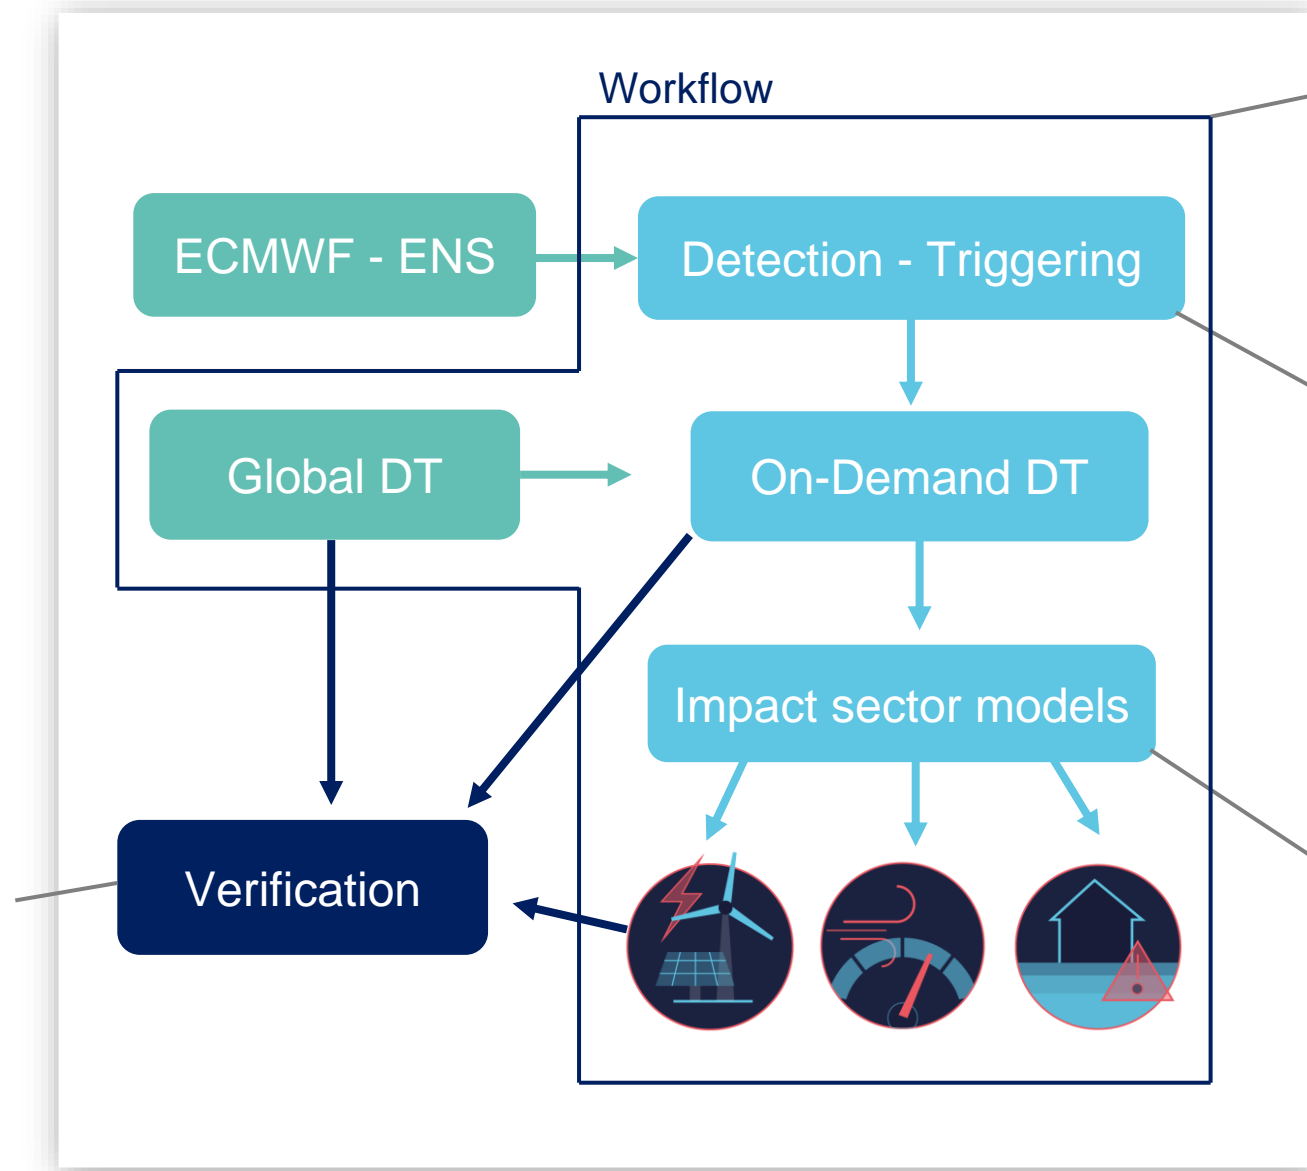 Workflow
ECMWF - ENS
Detection - Triggering
Global DT
On-Demand DT
Impact sector models
Verification